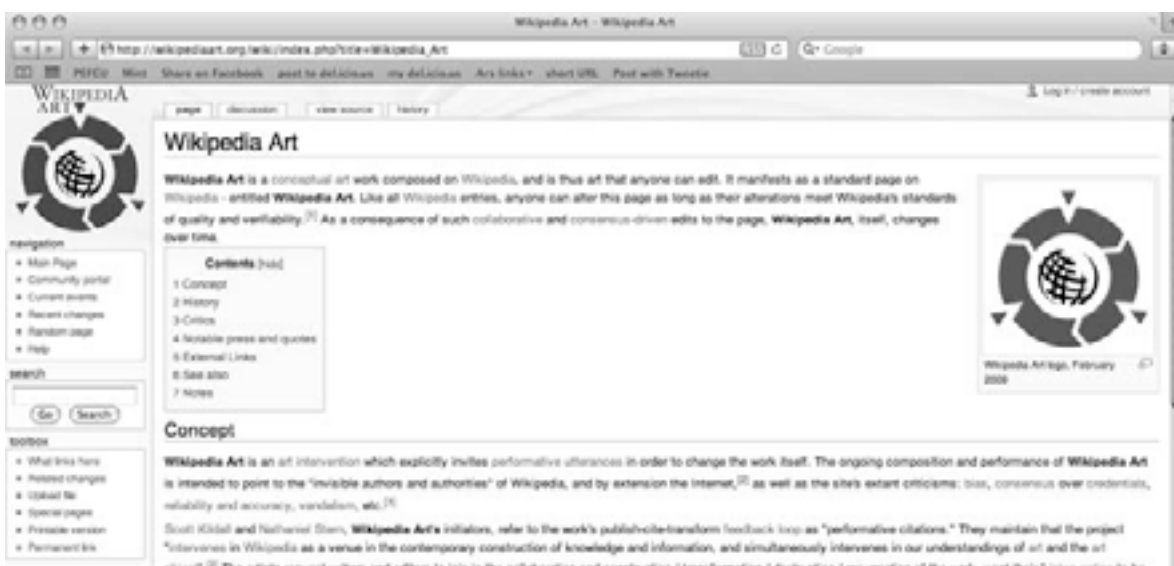 Wikipedia Art - Wikipedia Art
http://wikipediaart.org/wiki/index.php?title=Wikipedia_Art
Google
PEFCU Mint Share on Facebook post to del.icio.us my del.icio.us Ars links short URL Post with Tweetie
WIKIPEDIA
ART
Log in / create account
page discussion view source history
Wikipedia Art
Wikipedia Art is a conceptual art work composed on Wikipedia, and is thus art that anyone can edit. It manifests as a standard page on
Wikipedia - entitled Wikipedia Art. Like all Wikipedia entries, anyone can alter this page as long as their alterations meet Wikipedia's standards
of quality and verifiability.[1] As a consequence of such collaborative and consensus-driven edits to the page, Wikipedia Art, itself, changes
over time.
Contents [hide]
1 Concept
2 History
3 Critics
4 Notable press and quotes
5 External Links
6 See also
7 Notes
Wikipedia Art logo, February
2009
navigation
Main Page
Community portal
Current events
Recent changes
Random page
Help
search
Go Search
toolbox
What links here
Related changes
Upload file
Special pages
Printable version
Permanent link
Concept
Wikipedia Art is an art intervention which explicitly invites performative utterances in order to change the work itself. The ongoing composition and performance of Wikipedia Art
is intended to point to the "invisible authors and authorities" of Wikipedia, and by extension the Internet,[2] as well as the site's extant criticisms: bias, consensus over credentials,
reliability and accuracy, vandalism, etc.[3]
Scott Kildall and Nathaniel Stern, Wikipedia Art's initiators, refer to the work's publish-cite-transform feedback loop as "performative citations." They maintain that the project
"intervenes in Wikipedia as a venue in the contemporary construction of knowledge and information, and simultaneously intervenes in our understandings of art and the art